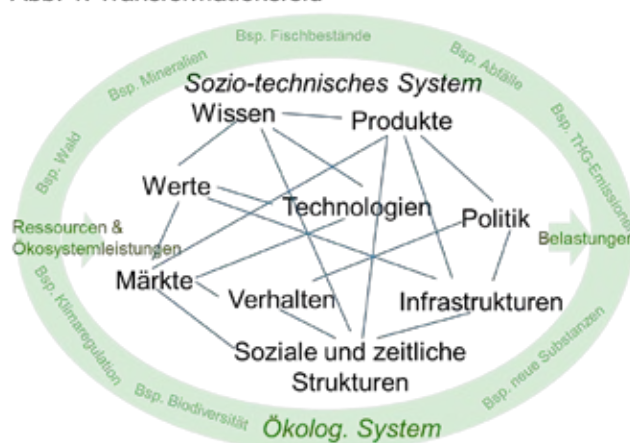 Bsp. Fischbestände
Bsp. Mineralien
Bsp. Abfälle
Sozio-technisches System
Wissen
Produkte
Bsp. Wald
Bsp. THG-Emissionen
Werte
Technologien
Politik
Ressourcen &
Ökosystemleistungen
Belastungen
Märkte
Verhalten
Infrastrukturen
Bsp. Klimaregulation
Soziale und zeitliche
Strukturen
Bsp. neue Substanzen
Bsp. Biodiversität
Ökolog. System